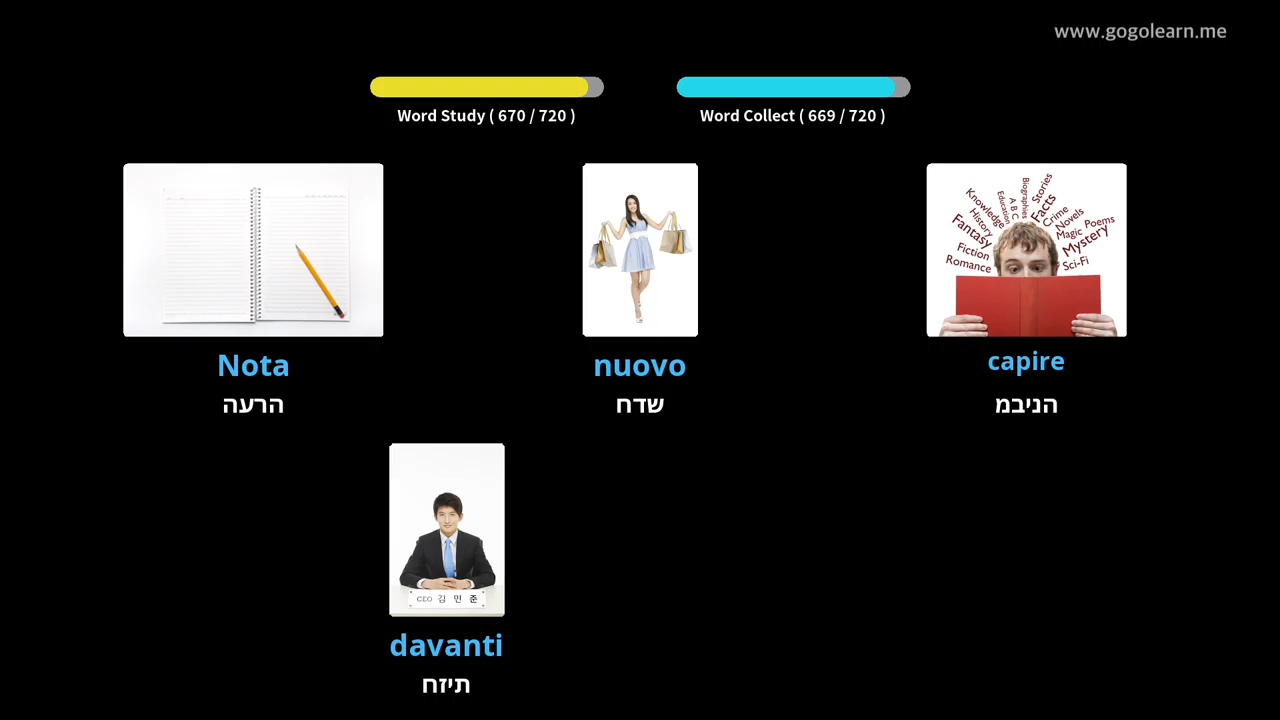 www.gogolearn.me
Word Study ( 670 / 720 )
Word Collect ( 669 / 720 )
Knowledge
History
Fantasy
Fiction
Romance
Education
A B C
Biographies
Stories
Facts
Crime
Novels
Magic
Poems
Mystery
Sci-Fi
Nota
הרעה
nuovo
שדח
capire
הניבמ
CEO 김 민 준
davanti
תיזח